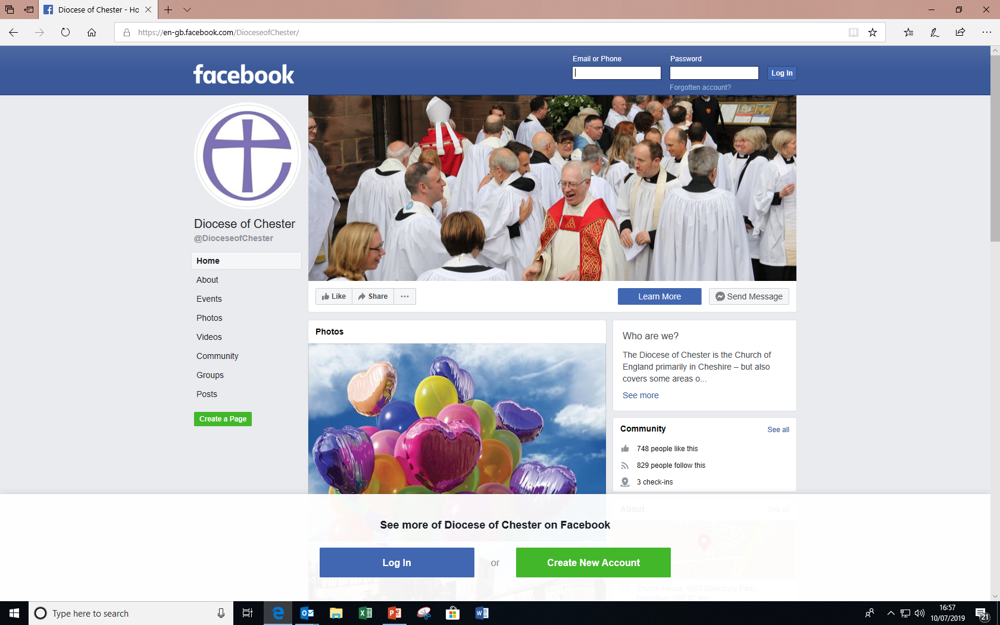 Diocese of Chester - Ho
https://en-gb.facebook.com/DioceseofChester/
facebook
Email or Phone
Password
Log In
Forgotten account?
Diocese of Chester
@DioceseofChester
Home
About
Events
Photos
Videos
Community
Groups
Posts
Create a Page
Like
Share
Learn More
Send Message
Photos
Who are we?
The Diocese of Chester is the Church of
England primarily in Cheshire – but also
covers some areas o...
See more
Community
See all
748 people like this
829 people follow this
3 check-ins
About
See all
Church House, 5500 Daresbury Park,
Daresbury (257.87 km)
See more of Diocese of Chester on Facebook
Log In
or
Create New Account
Type here to search
16:57
10/07/2019
21